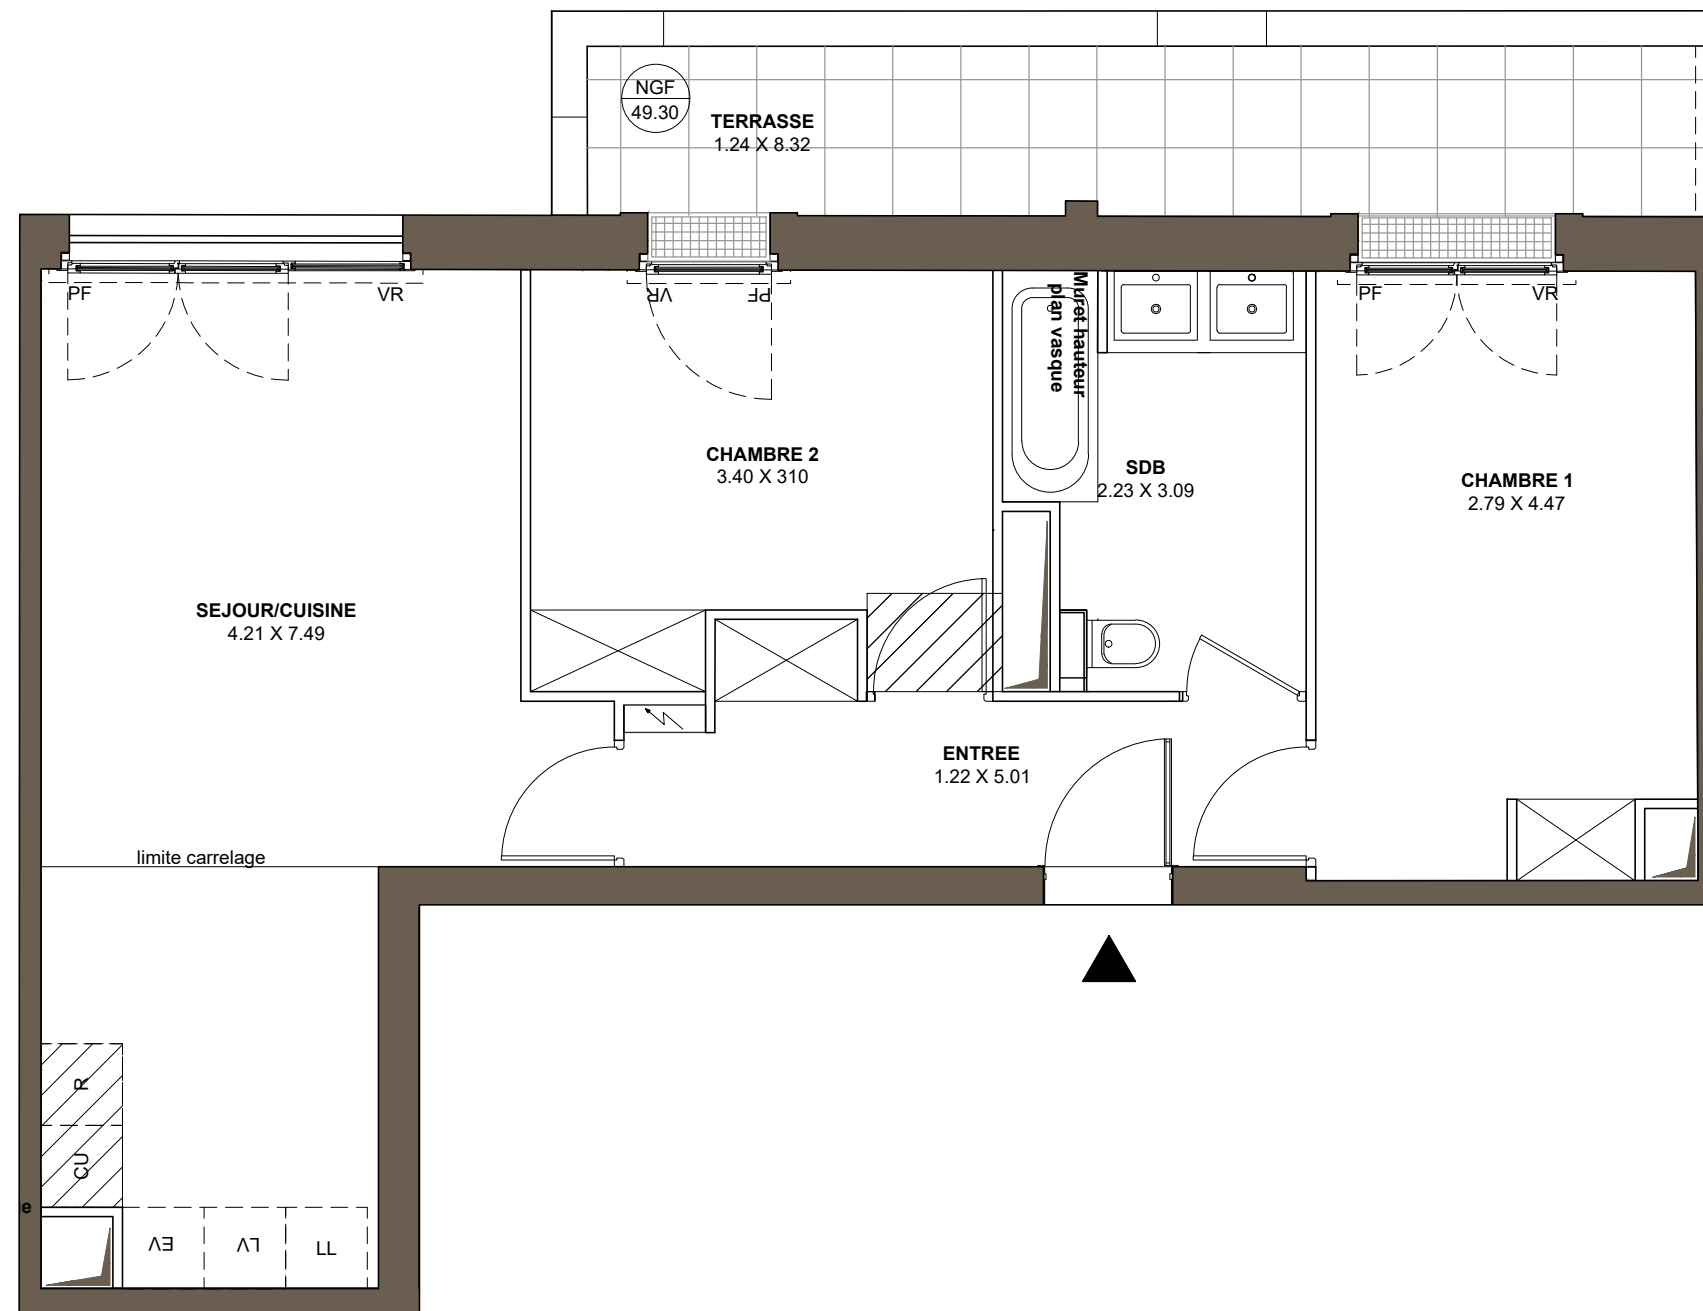 NGF
49.30
TERRASSE
1.24 X 8.32
PF
VR
VR
PF
Muret hauteur
plan vasque
PF
VR
CHAMBRE 2
3.40 X 310
SDB
2.23 X 3.09
CHAMBRE 1
2.79 X 4.47
SEJOUR/CUISINE
4.21 X 7.49
ENTREE
1.22 X 5.01
limite carrelage
R
CU
e
EV
LV
LL